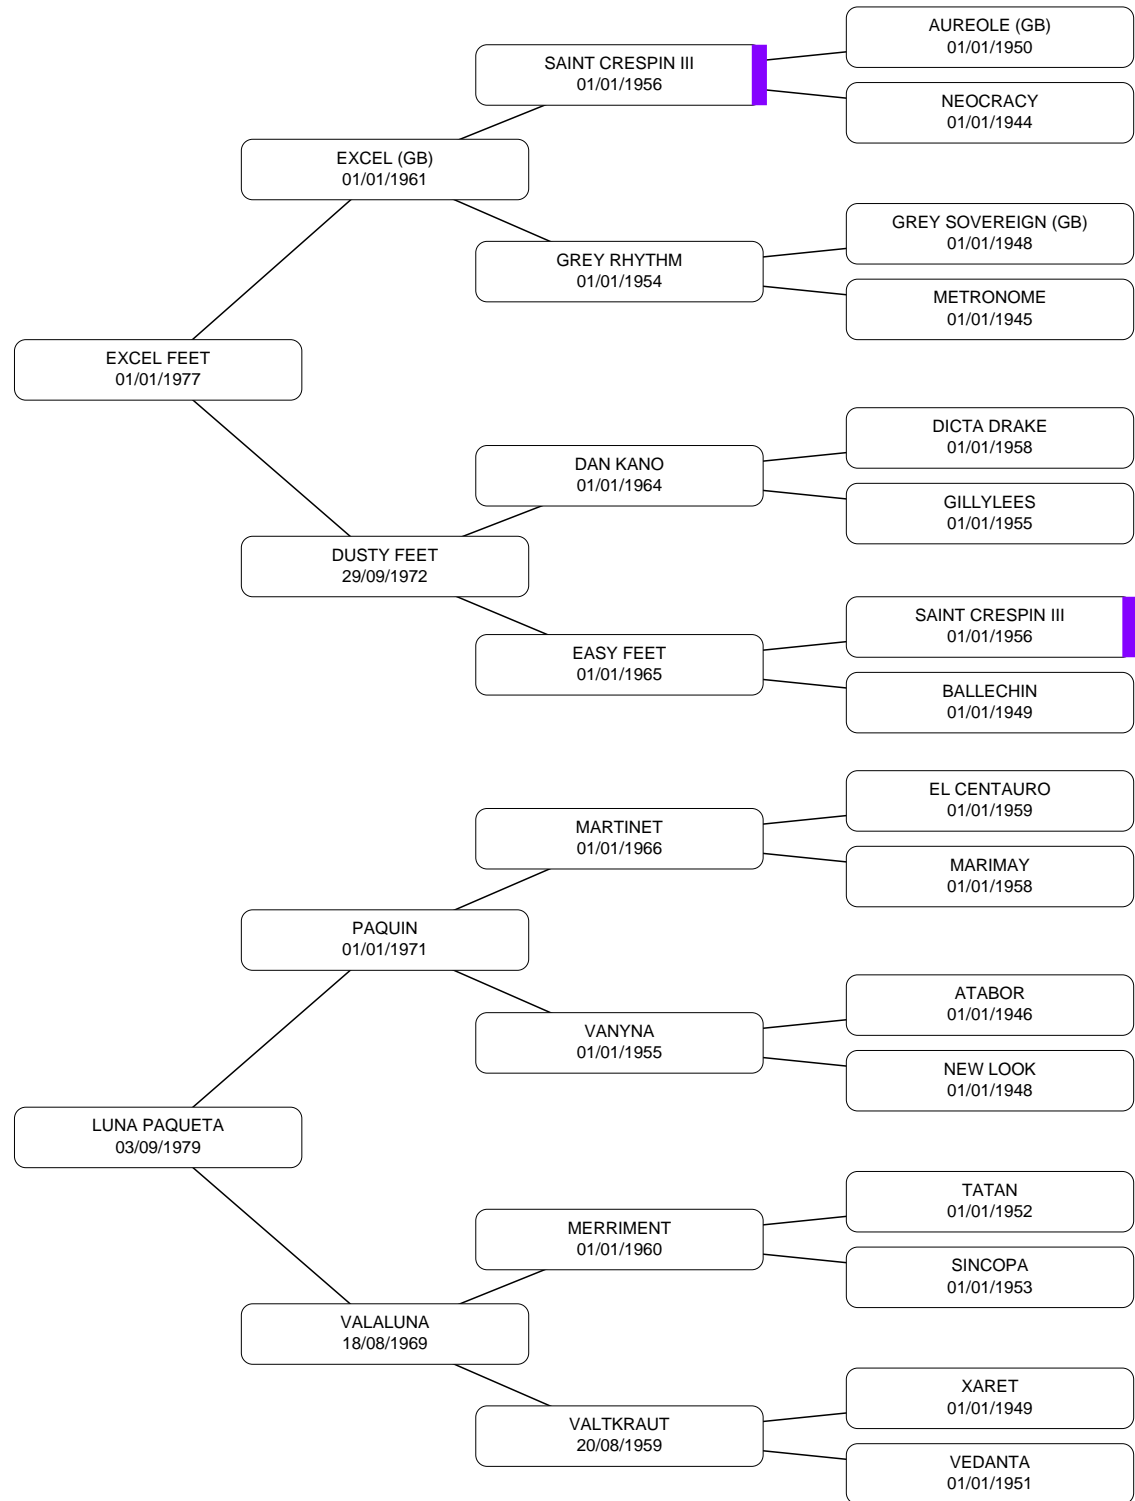 AUREOLE (GB)
01/01/1950
SAINT CRESPIN III
01/01/1956
NEOCRACY
01/01/1944
EXCEL (GB)
01/01/1961
GREY SOVEREIGN (GB)
01/01/1948
GREY RHYTHM
01/01/1954
METRONOME
01/01/1945
EXCEL FEET
01/01/1977
DICTA DRAKE
01/01/1958
DAN KANO
01/01/1964
GILLYLEES
01/01/1955
DUSTY FEET
29/09/1972
SAINT CRESPIN III
01/01/1956
EASY FEET
01/01/1965
BALLECHIN
01/01/1949
EL CENTAURO
01/01/1959
MARTINET
01/01/1966
MARIMAY
01/01/1958
PAQUIN
01/01/1971
ATABOR
01/01/1946
VANYNA
01/01/1955
NEW LOOK
01/01/1948
LUNA PAQUETA
03/09/1979
TATAN
01/01/1952
MERRIMENT
01/01/1960
SINCOPA
01/01/1953
VALALUNA
18/08/1969
XARET
01/01/1949
VALTKRAUT
20/08/1959
VEDANTA
01/01/1951